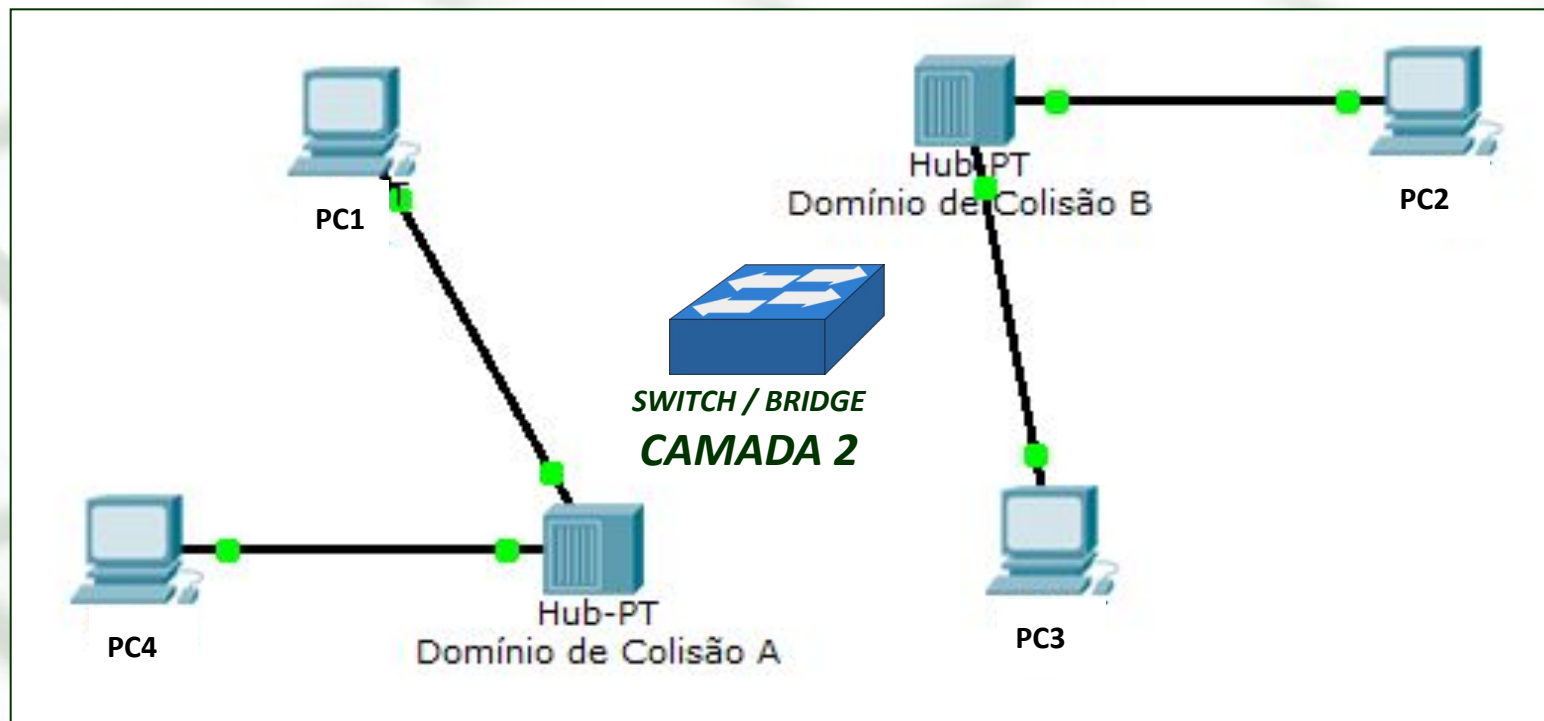 PC1
Hub-PT
Domínio de Colisão B
PC2
SWITCH / BRIDGE
CAMADA 2
PC4
Hub-PT
Domínio de Colisão A
PC3